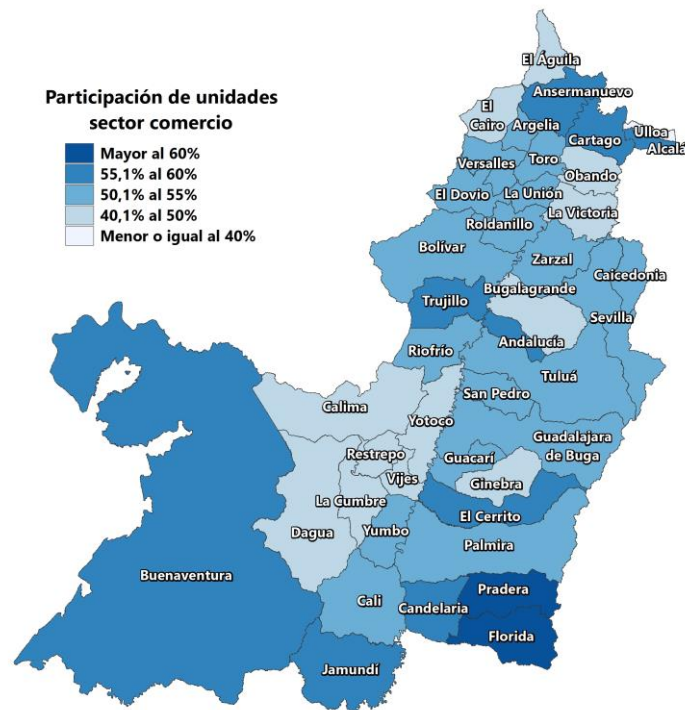 Participación de unidades
sector comercio
Mayor al 60%
55,1% al 60%
50,1% al 55%
40,1% al 50%
Menor o igual al 40%
El Águila
Ansermanuevo
El
Cairo
Argelia
Cartago
Ulloa
Alcalá
Versalles
Toro
Obando
El Dovio
La Unión
La Victoria
Roldanillo
Bolívar
Zarzal
Caicedonia
Trujillo
Bugalagrande
Sevilla
Andalucía
Riofrío
Tuluá
Calima
Yotoco
San Pedro
Guadalajara
de Buga
Restrepo
Guacarí
Vijes
Ginebra
La Cumbre
El Cerrito
Dagua
Yumbo
Palmira
Buenaventura
Pradera
Cali
Candelaria
Florida
Jamundí